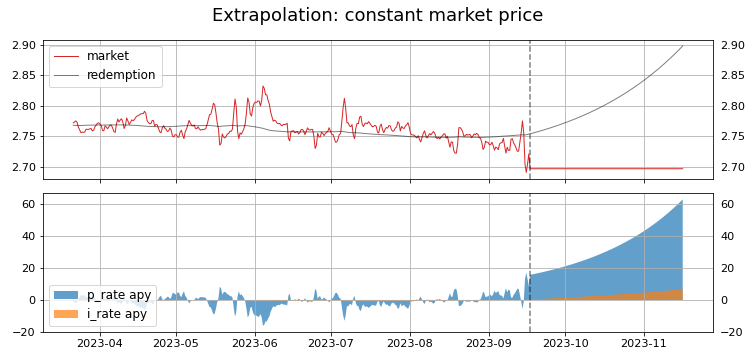 Extrapolation: constant market price
2.90 2.90
market
2.85 redemption 2.85
2.80 2.80
2.75 2.75
2.70 2.70
60 60
40 40
20 20
0 0
p_rate apy
i_rate apy
−20 −20
2023-04 2023-05 2023-06 2023-07 2023-08 2023-09 2023-10 2023-11